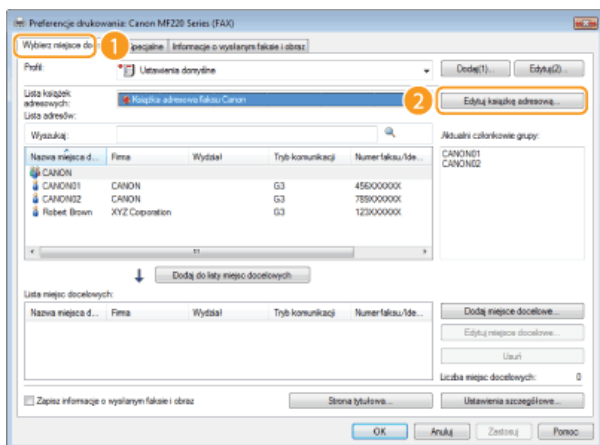 Preferencje drukowania: Canon MF220 Series (FAX)
Wybierz miejsce do 1 Specjalne Informacje o wysłanym faksie i obraz
Profil: Ustawienia domyślne Dodaj(1)... Edytuj(2)...
Lista książek adresowych: Książka adresowa faksu Canon 2 Edytuj książkę adresową...
Lista adresów:
Wyszukaj: Aktualni członkowie grupy:
Nazwa miejsca d... Firma Wydział Tryb komunikacji Numer faksu/Ide...
CANON
CANON01 CANON G3 456XXXXXXX
CANON02 CANON G3 789XXXXXXX
Robert Brown XYZ Corporation G3 123XXXXXXX
CANON01
CANON02
Dodaj do listy miejsc docelowych
Lista miejsc docelowych:
Nazwa miejsca d... Firma Wydział Tryb komunikacji Numer faksu/Ide...
Dodaj miejsce docelowe...
Edytuj miejsce docelowe...
Usuń
Liczba miejsc docelowych: 0
Zapisz informacje o wysłanym faksie i obraz Strona tytułowa... Ustawienia szczegółowe...
OK Anuluj Zastosuj Pomoc